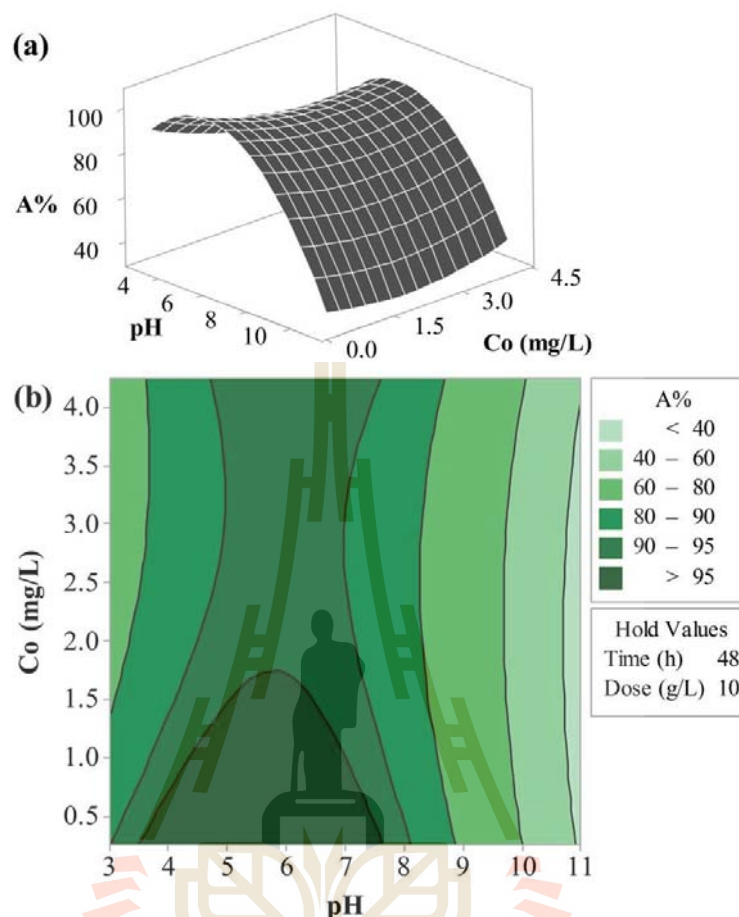 (a)
100
80
A%
60
40
4
6
8
10
pH
0.0
1.5
3.0
4.5
Co (mg/L)
(b)
4.0
3.5
3.0
2.5
2.0
1.5
1.0
0.5
Co (mg/L)
3 4 5 6 7 8 9 10 11
pH
A%
< 40
40 – 60
60 – 80
80 – 90
90 – 95
> 95
Hold Values
Time (h) 48
Dose (g/L) 10